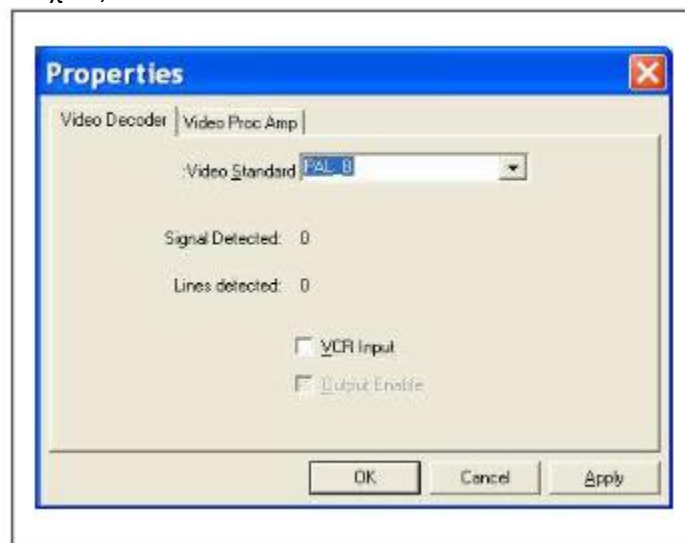 Properties
Video Decoder
Video Proc Amp
:Video Standard PAL_B
Signal Detected: 0
Lines detected: 0
VCR Input
Output Enable
OK
Cancel
Apply